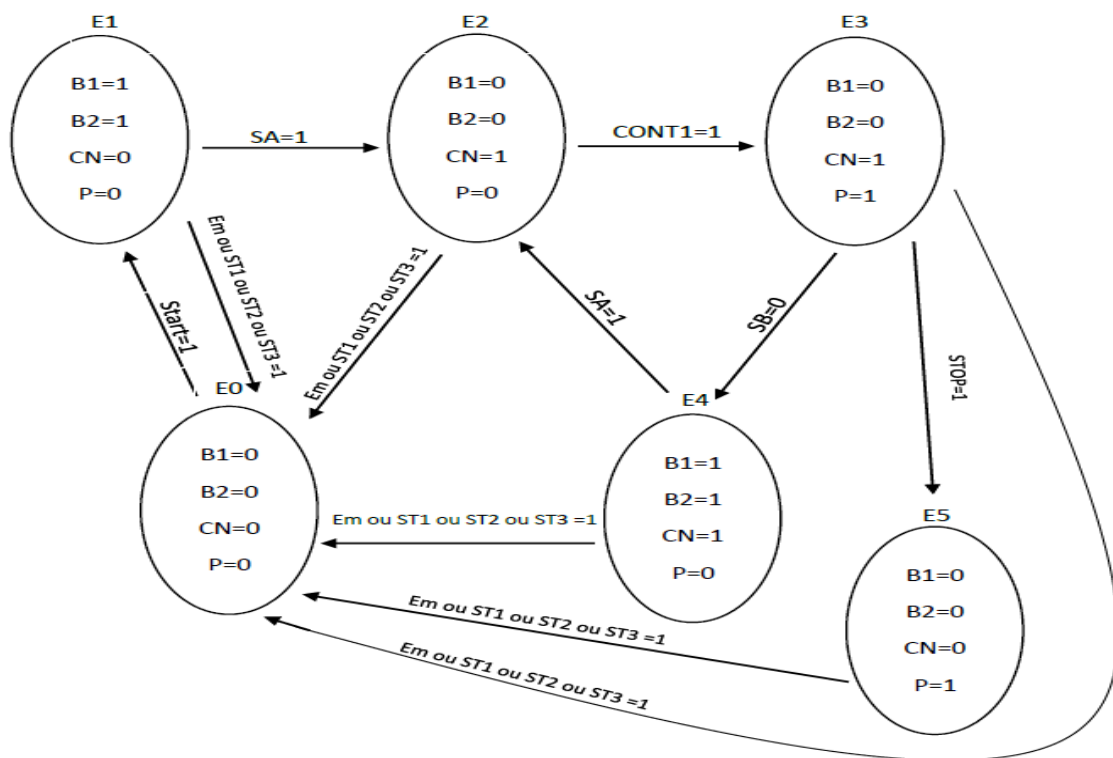 E1
B1=1
B2=1
CN=0
P=0
SA=1
E2
B1=0
B2=0
CN=1
P=0
CONT1=1
E3
B1=0
B2=0
CN=1
P=1
Start=1
Em ou ST1 ou ST2 ou ST3 =1
Em ou ST1 ou ST2 ou ST3 =1
SA=1
SB=0
STOP=1
E0
B1=0
B2=0
CN=0
P=0
Em ou ST1 ou ST2 ou ST3 =1
E4
B1=1
B2=1
CN=1
P=0
E5
B1=0
B2=0
CN=0
P=1
Em ou ST1 ou ST2 ou ST3 =1
Em ou ST1 ou ST2 ou ST3 =1